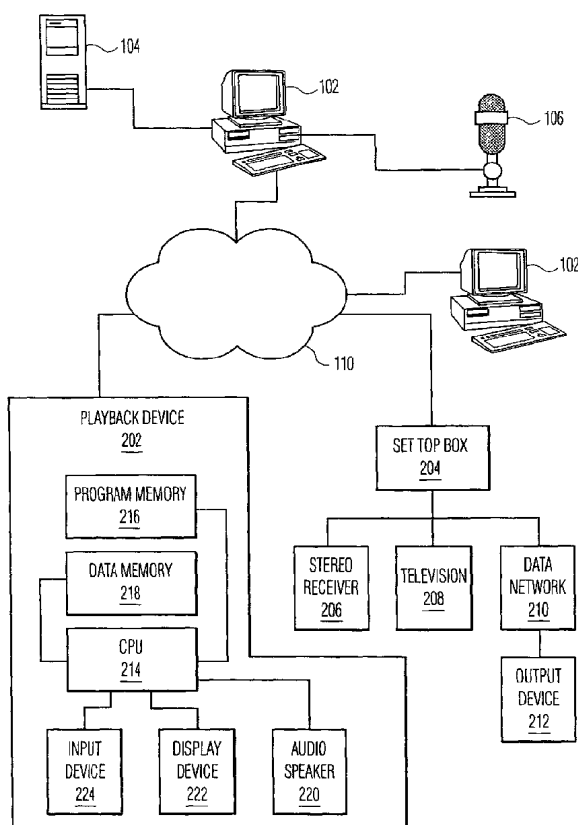 104
102
106
102
110
PLAYBACK DEVICE
202
SET TOP BOX
204
PROGRAM MEMORY
216
DATA MEMORY
218
CPU
214
STEREO
RECEIVER
206
TELEVISION
208
DATA
NETWORK
210
OUTPUT
DEVICE
212
INPUT
DEVICE
224
DISPLAY
DEVICE
222
AUDIO
SPEAKER
220